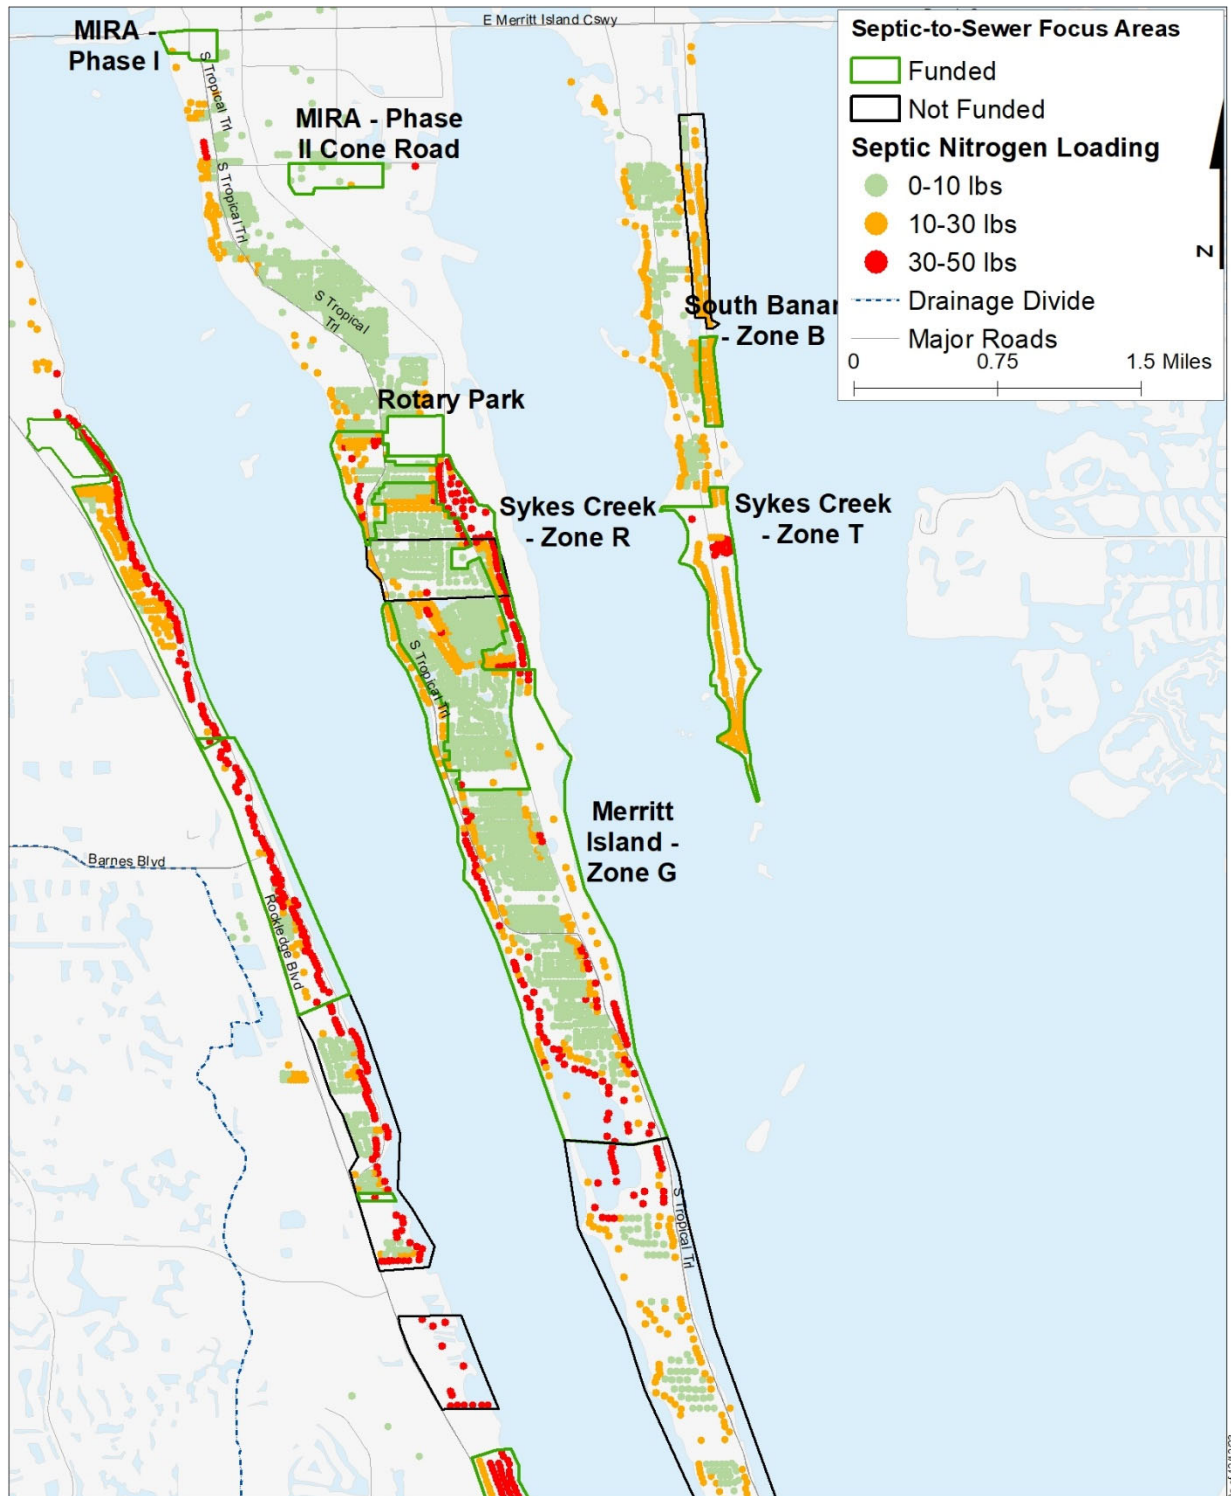 E Merritt Island Cswy
MIRA -
Phase I
S Tropical Trl
MIRA - Phase
II Cone Road
S Tropical Trl
S Tropical
Trl
Septic-to-Sewer Focus Areas
Funded
Not Funded
Septic Nitrogen Loading
0-10 lbs
10-30 lbs
30-50 lbs
Drainage Divide
Major Roads
0 0.75 1.5 Miles
N
South Banan
- Zone B
Rotary Park
Sykes Creek
- Zone R
Sykes Creek
- Zone T
S Tropical Trl
Merritt
Island -
Zone G
Barnes Blvd
Rockledge Blvd
S Tropical Trl